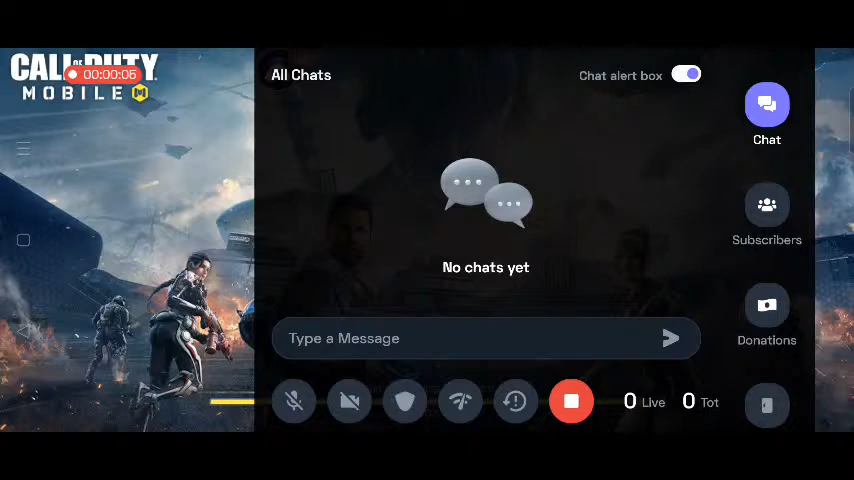 CALL OF DUTY
00:00:05
MOBILE
All Chats
Chat alert box
Chat
No chats yet
Subscribers
Type a Message
Donations
0 Live
0 Tot